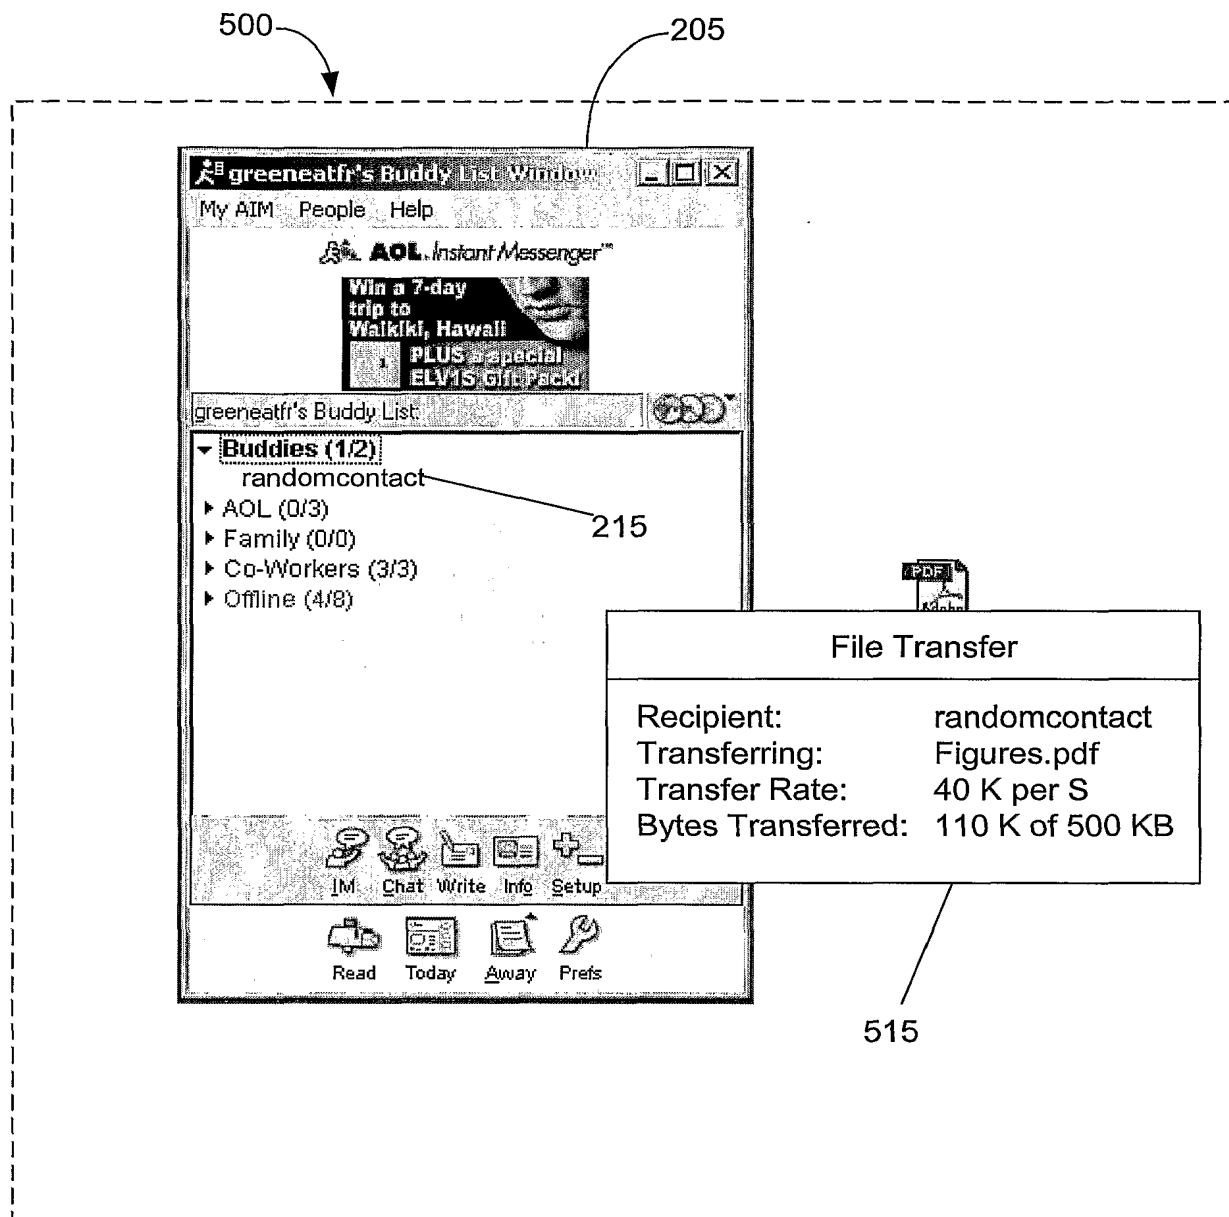 500
205
greeneatfr's Buddy List Window
My AIM People Help
AOL Instant Messenger™
Win a 7-day
trip to
Waikiki, Hawaii
PLUS a special
ELV1S Gift Pack!
greeneatfr's Buddy List
Buddies (1/2)
randomcontact
AOL (0/3)
215
Family (0/0)
Co-Workers (3/3)
Offline (4/8)
PDF
Adobe
File Transfer
Recipient: randomcontact
Transferring: Figures.pdf
Transfer Rate: 40 K per S
Bytes Transferred: 110 K of 500 KB
IM Chat Write Info Setup
Read Today Away Prefs
515